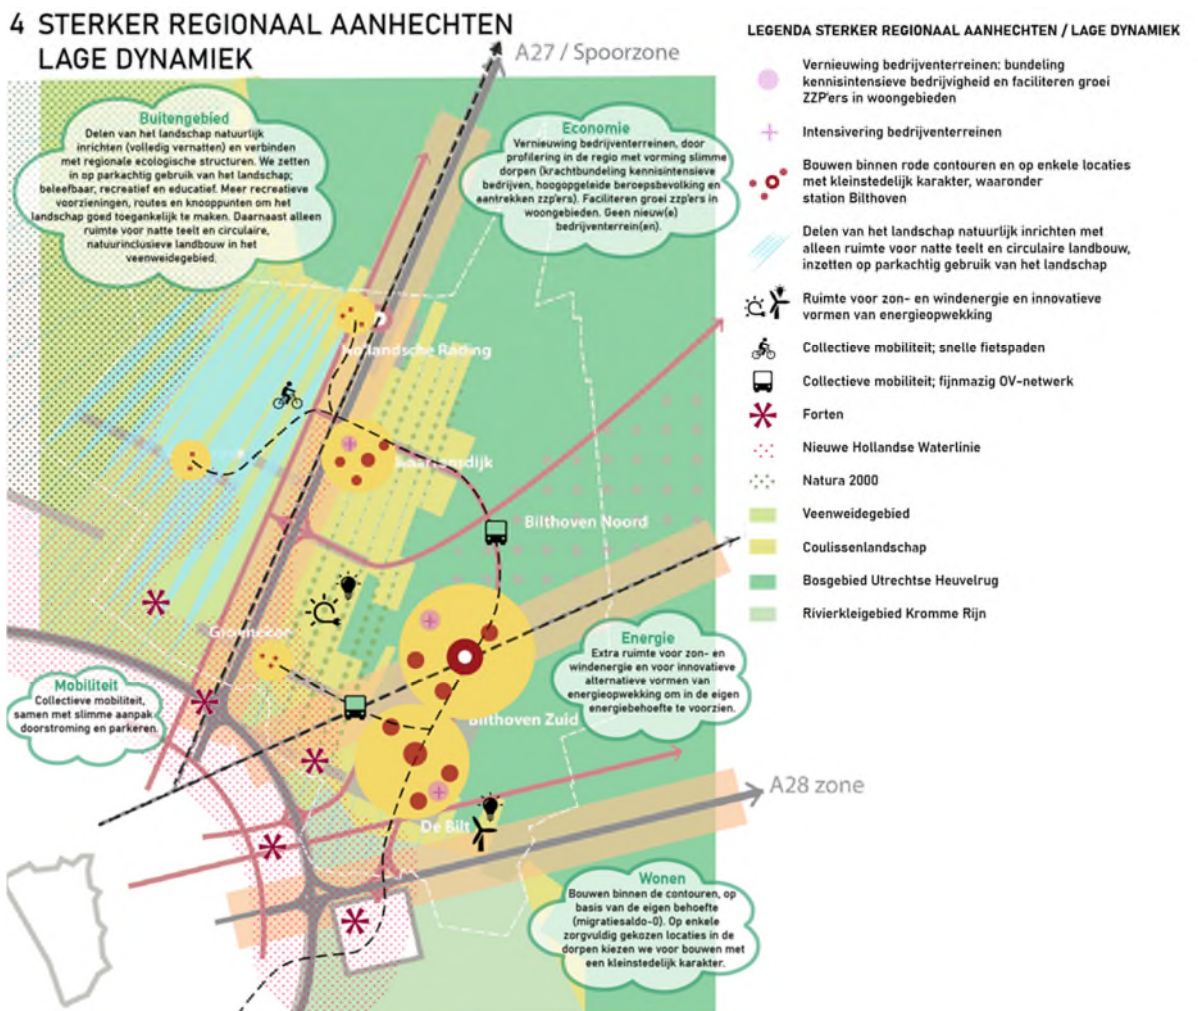 4 STERKER REGIONAAL AANHECHTEN
LAGE DYNAMIEK
A27 / Spoorzone
Buitengebied
Delen van het landschap natuurlijk
inrichten (volledig vernatten) en verbinden
met regionale ecologische structuren. We zetten
in op parkachtig gebruik van het landschap;
beleefbaar, recreatief en educatief. Meer recreatieve
voorzieningen, routes en knooppunten om het
landschap goed toegankelijk te maken. Daarnaast alleen
ruimte voor natte teelt en circulaire,
natuurinclusieve landbouw in het
veenweidegebied.
Economie
Vernieuwing bedrijventerreinen, door
profilering in de regio met vorming slimme
dorpen (krachtbundeling kennisintensieve
bedrijven, hoogopgeleide beroepsbevolking en
aantrekken zzp'ers). Faciliteren groei zzp'ers in
woongebieden. Geen nieuw(e)
bedrijventerrein(en).
Hollandsche Rading
Bilthoven Noord
Groenekan
Mobiliteit
Collectieve mobiliteit,
samen met slimme aanpak
doorstroming en parkeren.
Energie
Extra ruimte voor zon- en
windenergie en voor innovatieve
alternatieve vormen van
energieopwekking om in de eigen
energiebehoefte te voorzien.
Bilthoven Zuid
A28 zone
De Bilt
Wonen
Bouwen binnen de contouren, op
basis van de eigen behoefte
(migratiesaldo-0). Op enkele
zorgvuldig gekozen locaties in de
dorpen kiezen we voor bouwen met
een kleinstedelijk karakter.
LEGENDA STERKER REGIONAAL AANHECHTEN / LAGE DYNAMIEK
Vernieuwing bedrijventerreinen: bundeling
kennisintensieve bedrijvigheid en faciliteren groei
ZZP'ers in woongebieden
Intensivering bedrijventerreinen
Bouwen binnen rode contouren en op enkele locaties
met kleinstedelijk karakter, waaronder
station Bilthoven
Delen van het landschap natuurlijk inrichten met
alleen ruimte voor natte teelt en circulaire landbouw,
inzetten op parkachtig gebruik van het landschap
Ruimte voor zon- en windenergie en innovatieve
vormen van energieopwekking
Collectieve mobiliteit; snelle fietspaden
Collectieve mobiliteit; fijnmazig OV-netwerk
Forten
Nieuwe Hollandse Waterlinie
Natura 2000
Veenweidegebied
Coulissenlandschap
Bosgebied Utrechtse Heuvelrug
Rivierkleigebied Kromme Rijn